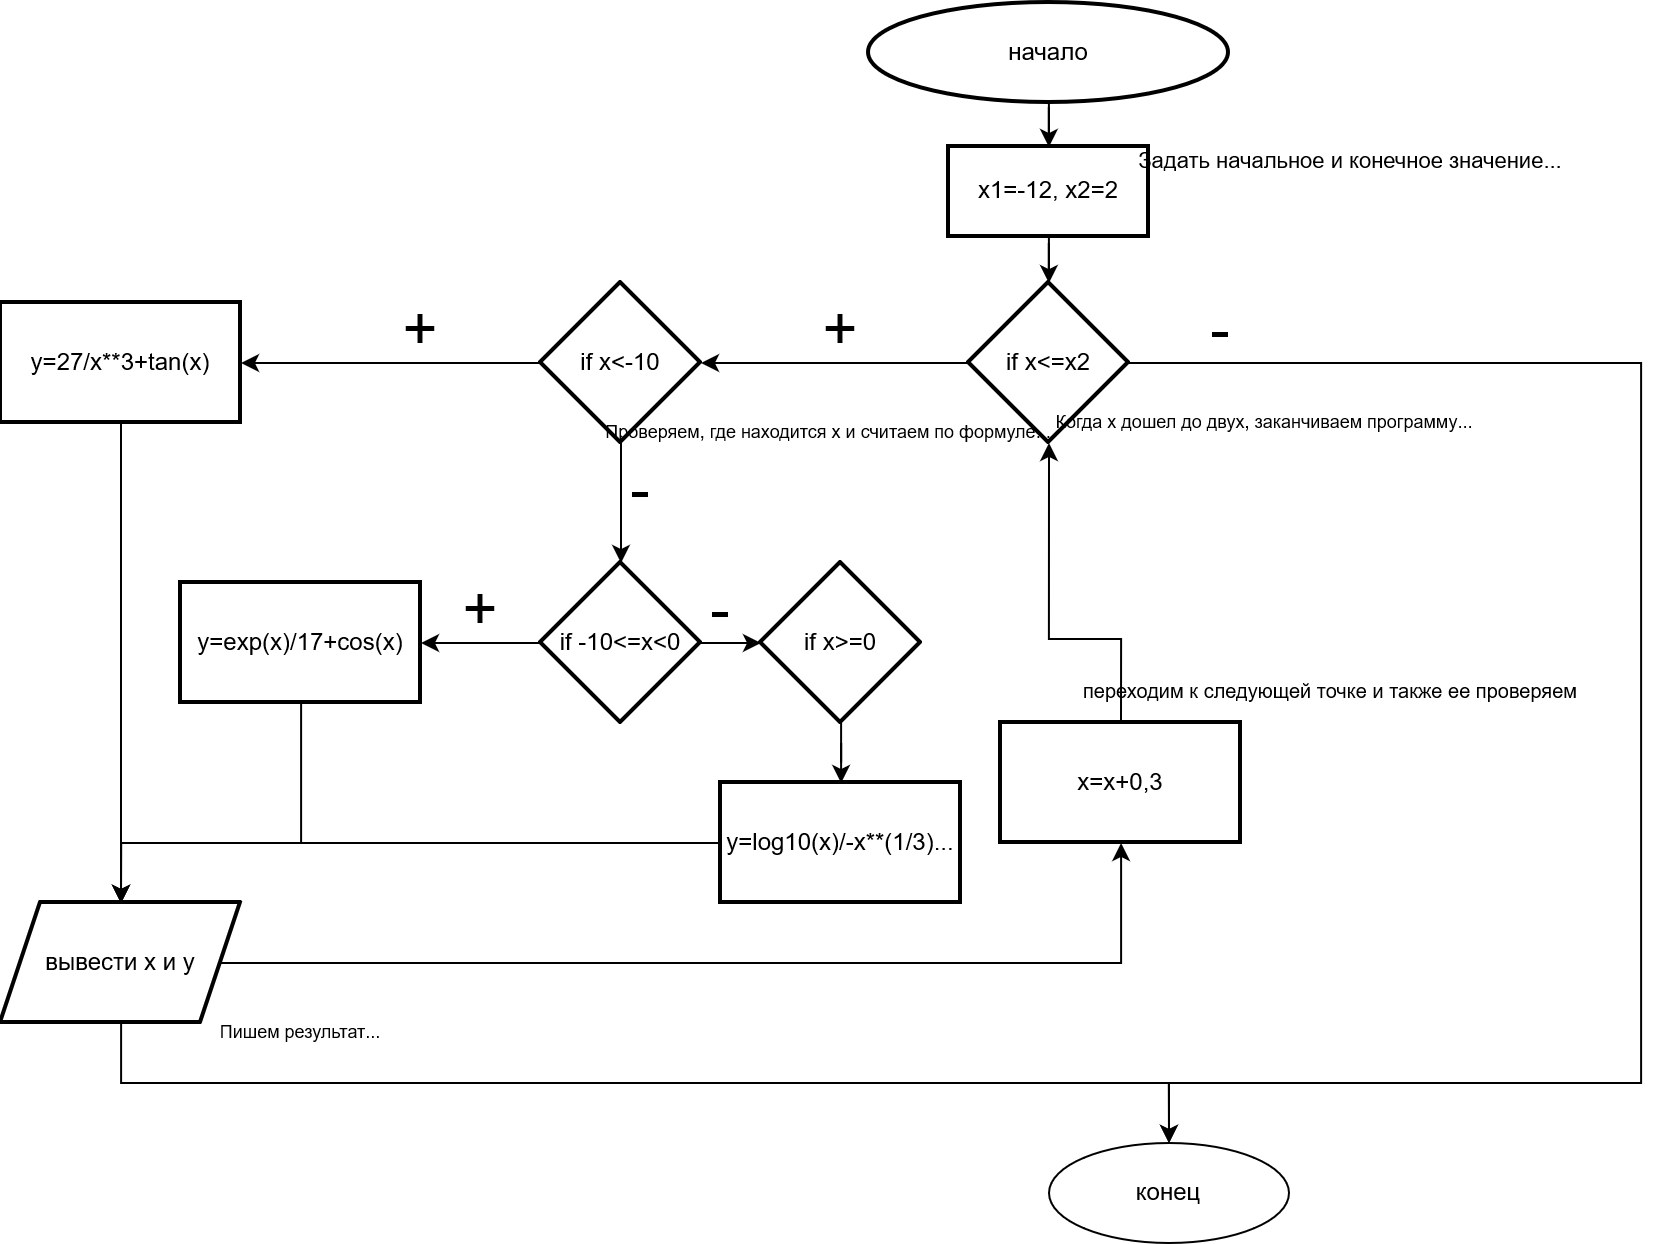 начало
x1=-12, x2=2
Задать начальное и конечное значение...
if x<=x2
+
-
if x<-10
+
y=27/x**3+tan(x)
Проверяем, где находится x и считаем по формуле...
Когда x дошел до двух, заканчиваем программу...
-
if -10<=x<0
+
y=exp(x)/17+cos(x)
-
if x>=0
переходим к следующей точке и также ее проверяем
x=x+0,3
y=log10(x)/-x**(1/3)...
вывести x и y
Пишем результат...
конец